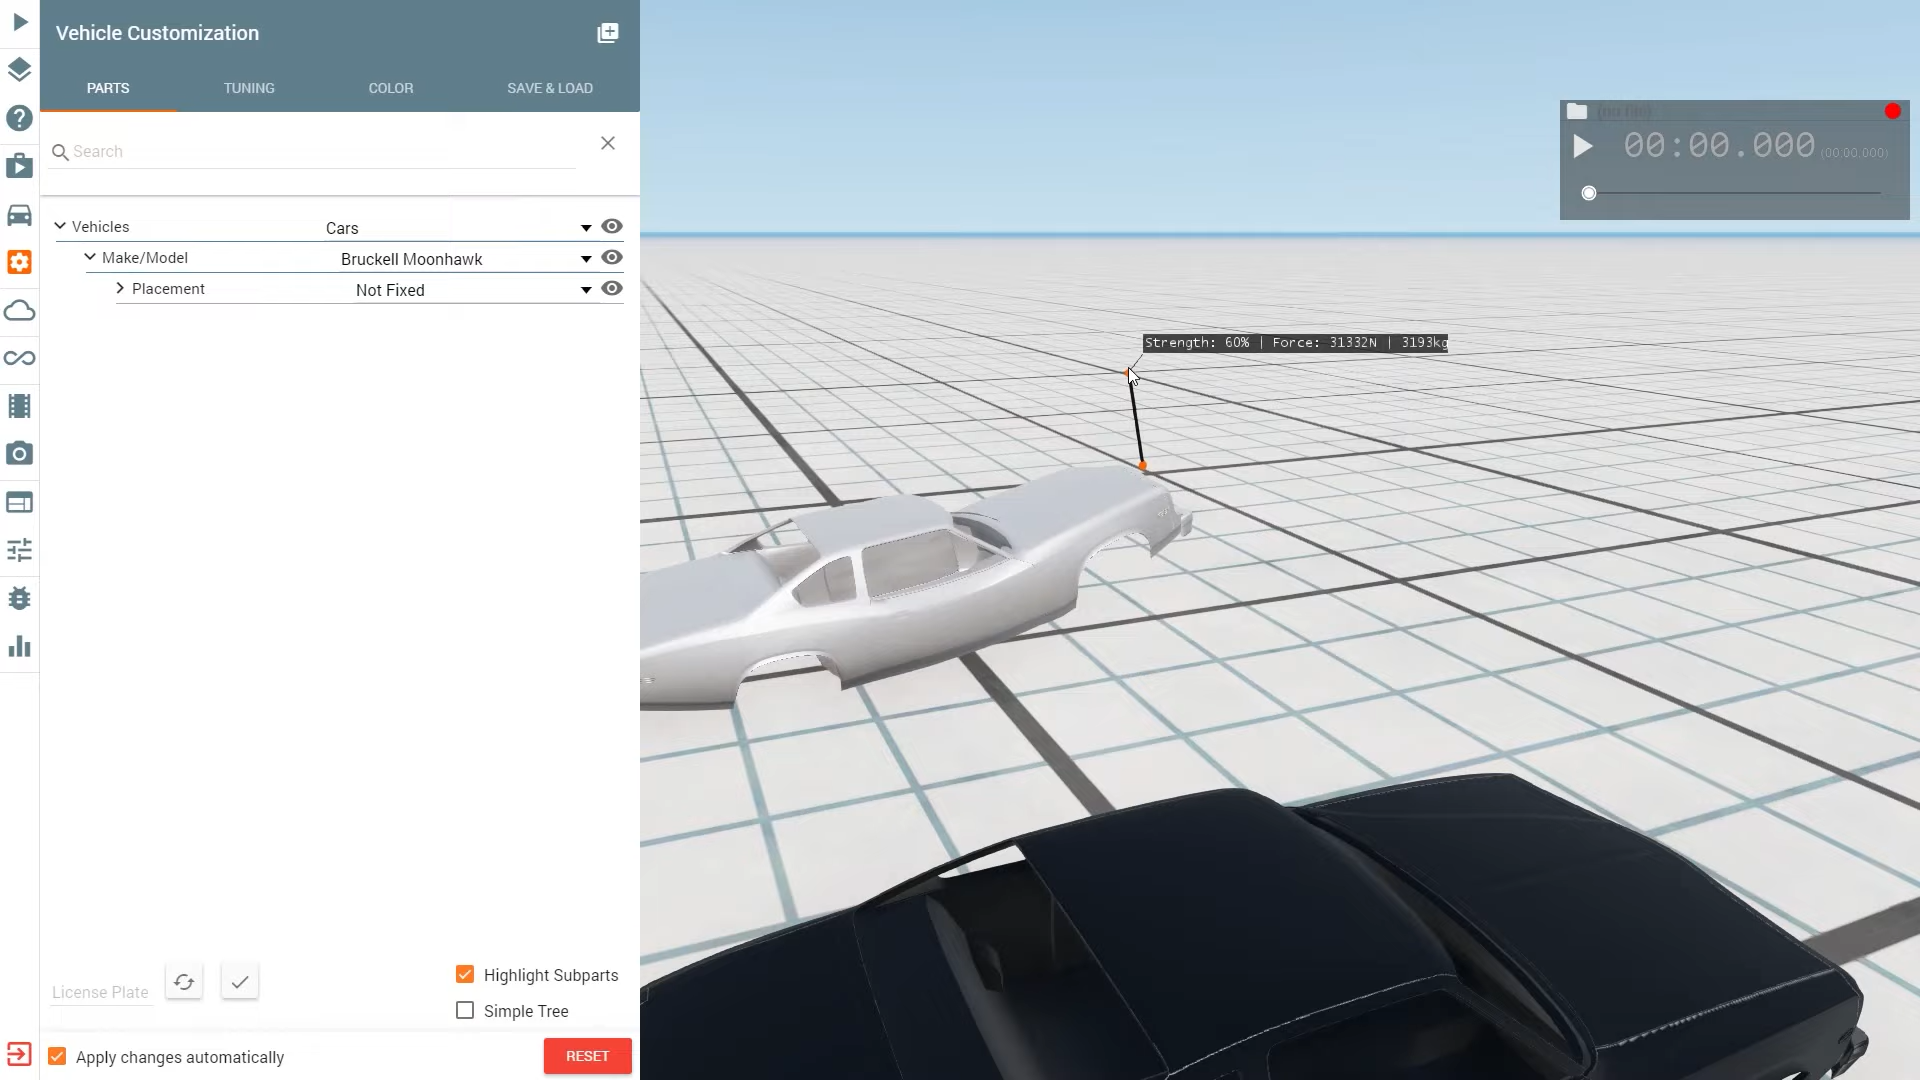 Vehicle Customization
PARTS
TUNING
COLOR
SAVE & LOAD
Search
Vehicles
Cars
Make/Model
Bruckell Moonhawk
Placement
Not Fixed
Strength: 60% | Force: 31332N | 3193kg
00:00.000
(00:00.000)
License Plate
Highlight Subparts
Simple Tree
Apply changes automatically
RESET